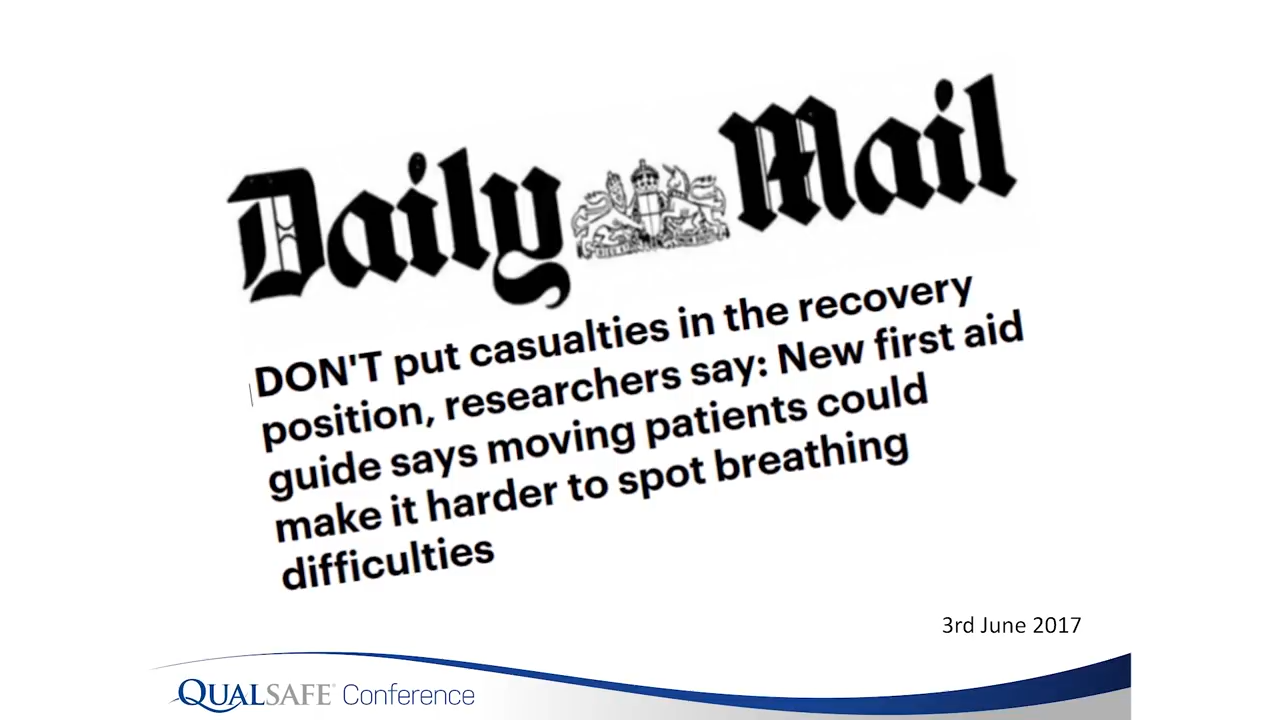 Daily Mail
DON'T put casualties in the recovery
position, researchers say: New first aid
guide says moving patients could
make it harder to spot breathing
difficulties
3rd June 2017
QUALSAFE® Conference